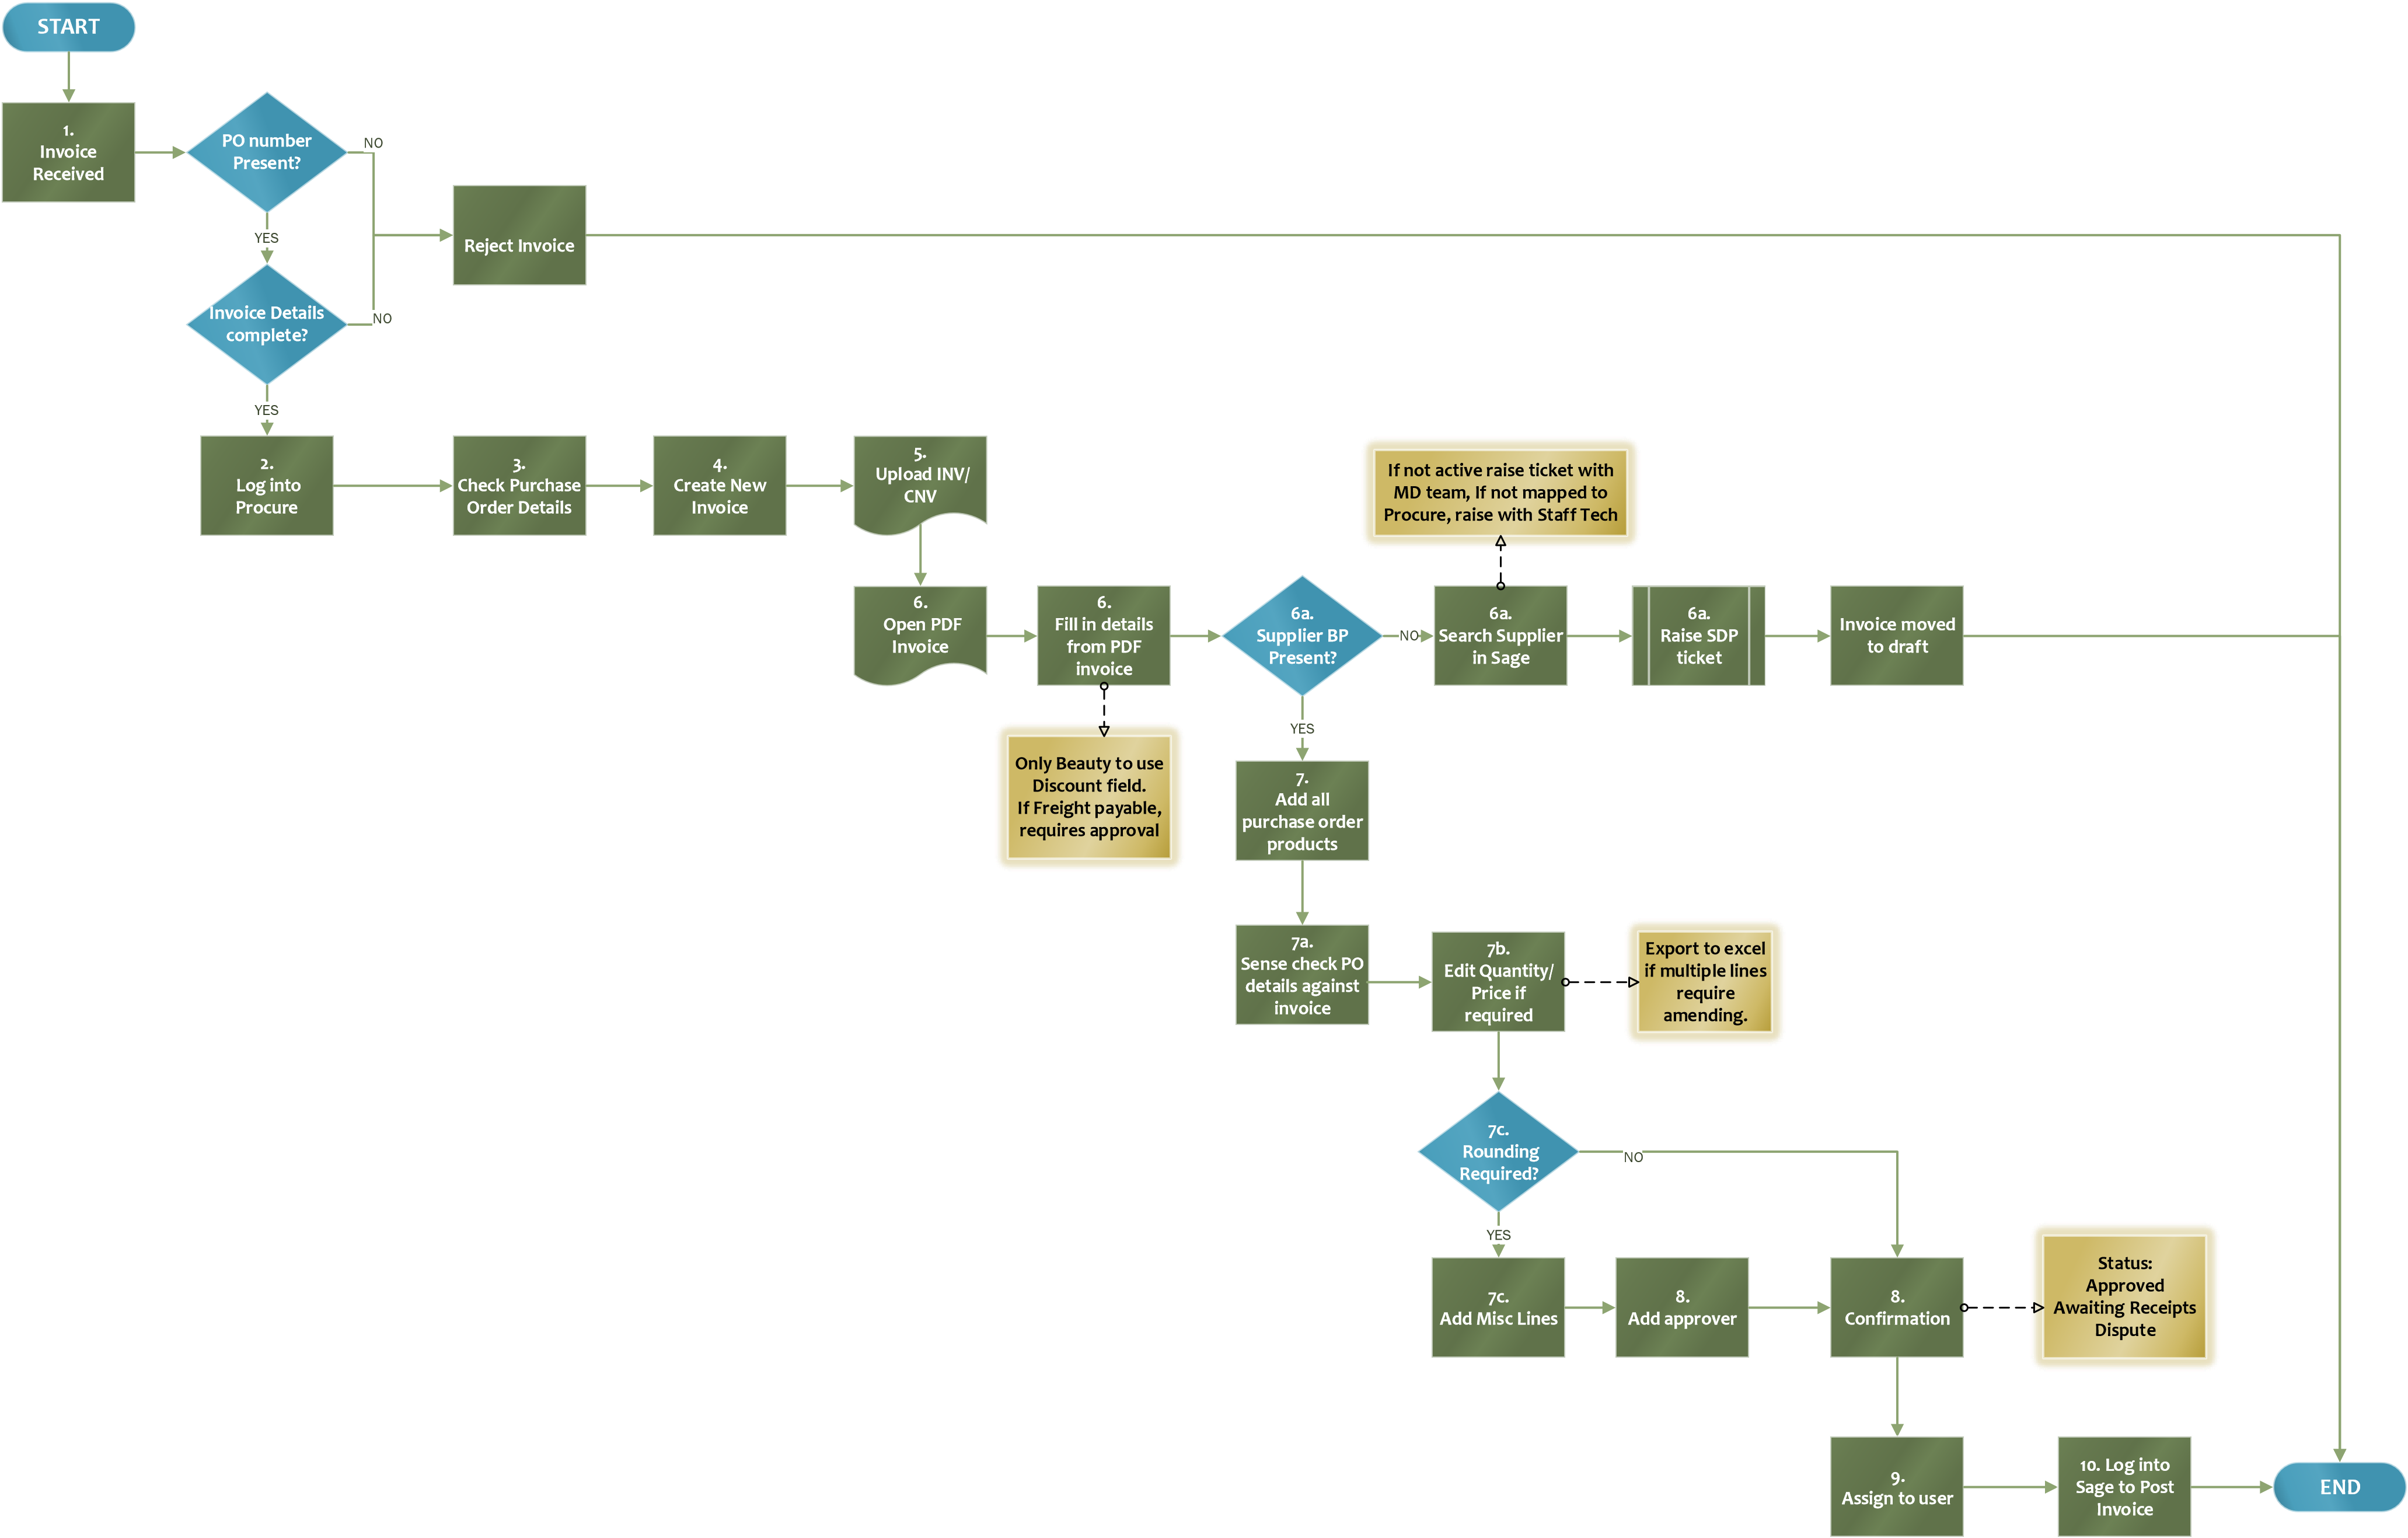 START
1.
Invoice
Received
PO number
Present?
NO
YES
Reject Invoice
Invoice Details
complete?
NO
YES
2.
Log into
Procure
3.
Check Purchase
Order Details
4.
Create New
Invoice
5.
Upload INV/
CNV
If not active raise ticket with
MD team, If not mapped to
Procure, raise with Staff Tech
6.
Open PDF
Invoice
6.
Fill in details
from PDF
invoice
6a.
Supplier BP
Present?
NO
6a.
Search Supplier
in Sage
6a.
Raise SDP
ticket
Invoice moved
to draft
Only Beauty to use
Discount field.
If Freight payable,
requires approval
YES
7.
Add all
purchase order
products
7a.
Sense check PO
details against
invoice
7b.
Edit Quantity/
Price if
required
Export to excel
if multiple lines
require
amending.
7c.
Rounding
Required?
NO
YES
7c.
Add Misc Lines
8.
Add approver
8.
Confirmation
Status:
Approved
Awaiting Receipts
Dispute
9.
Assign to user
10. Log into
Sage to Post
Invoice
END